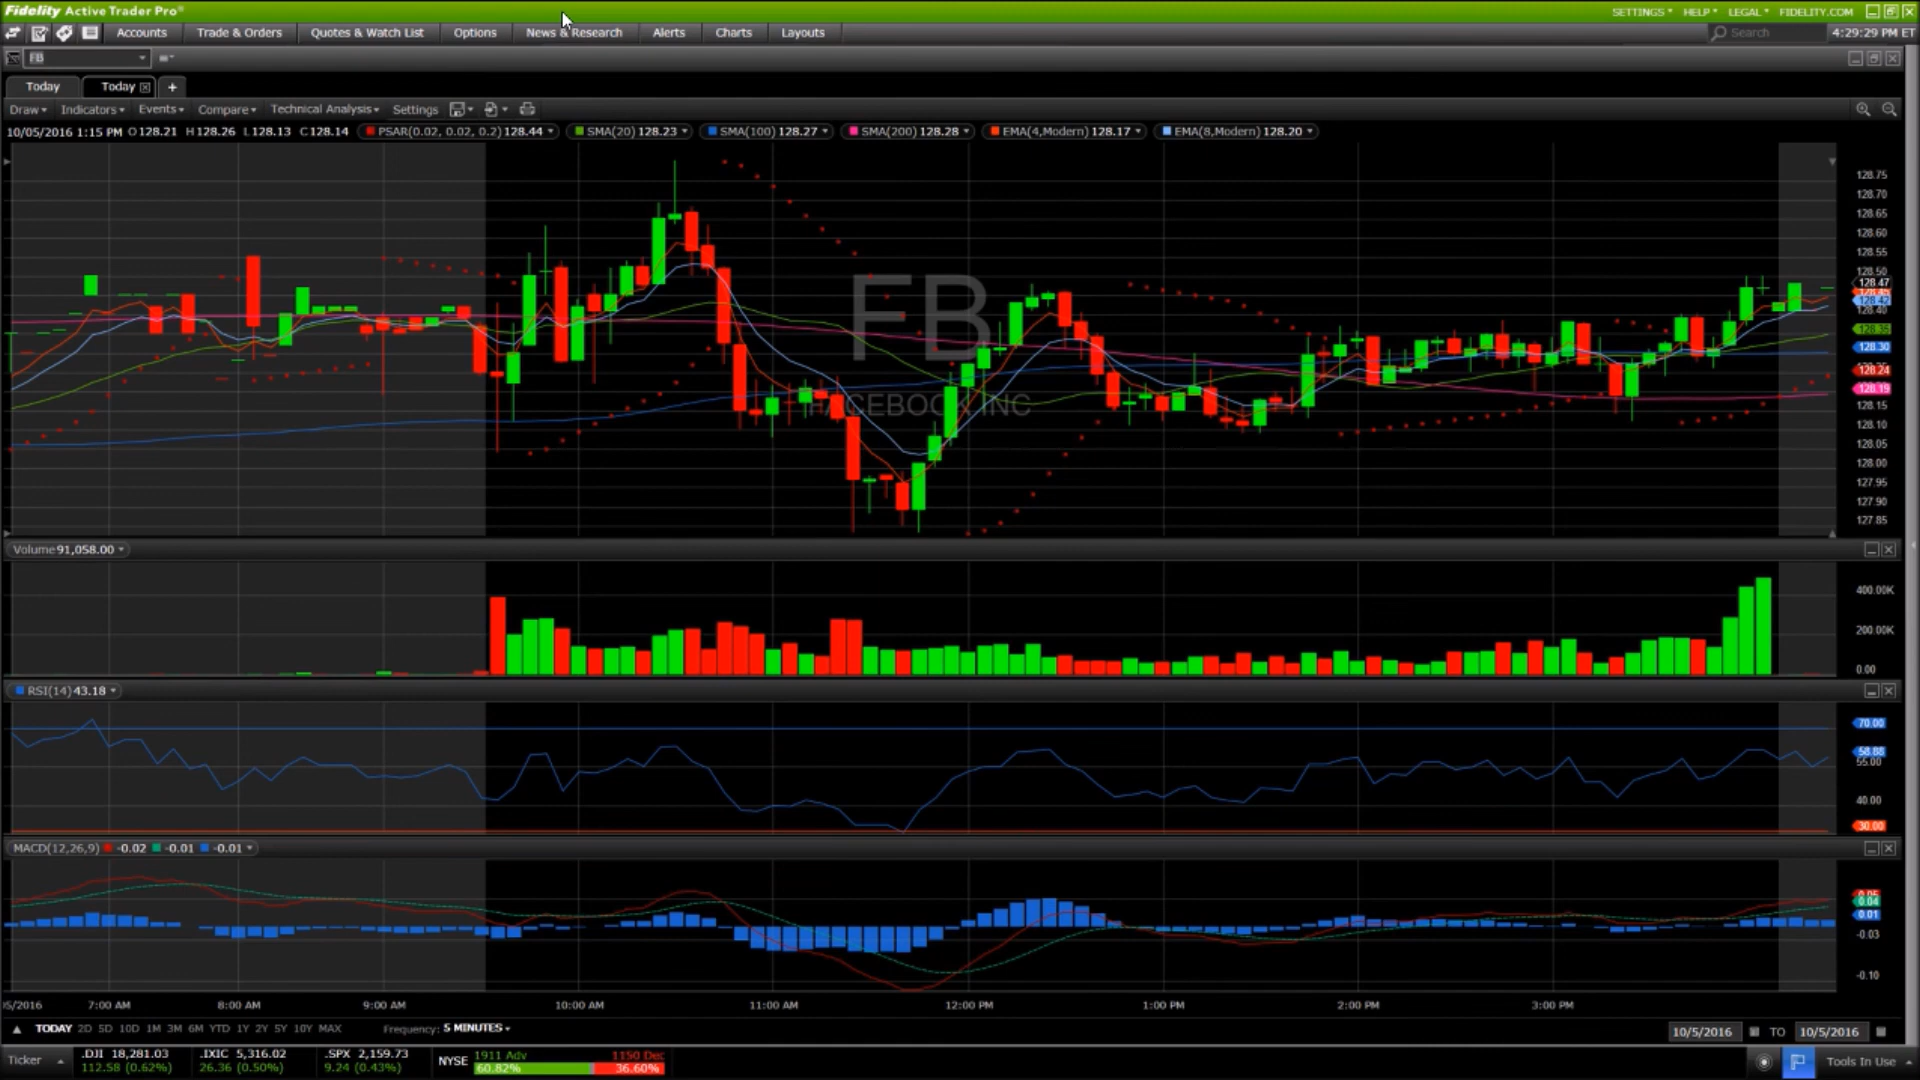 Fidelity Active Trader Pro®
SETTINGS HELP LEGAL FIDELITY.COM
Accounts Trade & Orders Quotes & Watch List Options News & Research Alerts Charts Layouts
Search 4:29:29 PM ET
FB
Today Today +
Draw Indicators Events Compare Technical Analysis Settings
10/05/2016 1:15 PM O 128.21 H 128.26 L 128.13 C 128.14 PSAR(0.02, 0.02, 0.2) 128.44 SMA(20) 128.23 SMA(100) 128.27 SMA(200) 128.28 EMA(4,Modern) 128.17 EMA(8,Modern) 128.20
128.75
128.70
128.65
128.60
128.55
128.50
128.47
128.42
128.40
128.35
128.30
128.24
128.19
128.15
128.10
128.05
128.00
127.95
127.90
127.85
FB
FACEBOOK INC
Volume 91,058.00
400.00K
200.00K
0.00
RSI(14) 43.18
70.00
58.88
55.00
40.00
30.00
MACD(12,26,9) -0.02 -0.01 -0.01
0.05
0.04
0.01
-0.03
-0.10
5/2016 7:00 AM 8:00 AM 9:00 AM 10:00 AM 11:00 AM 12:00 PM 1:00 PM 2:00 PM 3:00 PM
TODAY 2D 5D 10D 1M 3M 6M YTD 1Y 2Y 5Y 10Y MAX Frequency: 5 MINUTES
10/5/2016 TO 10/5/2016
Ticker .DJI 18,281.03 .IXIC 5,316.02 .SPX 2,159.73 NYSE 1911 Adv 1150 Dec
112.58 (0.62%) 26.36 (0.50%) 9.24 (0.43%) 60.82% 36.60%
Tools In Use